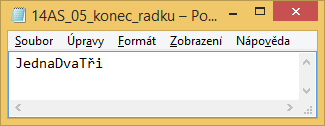 14AS_05_konec_radku – Po...
Soubor Úpravy Formát Zobrazení Nápověda
JednaDvaTři